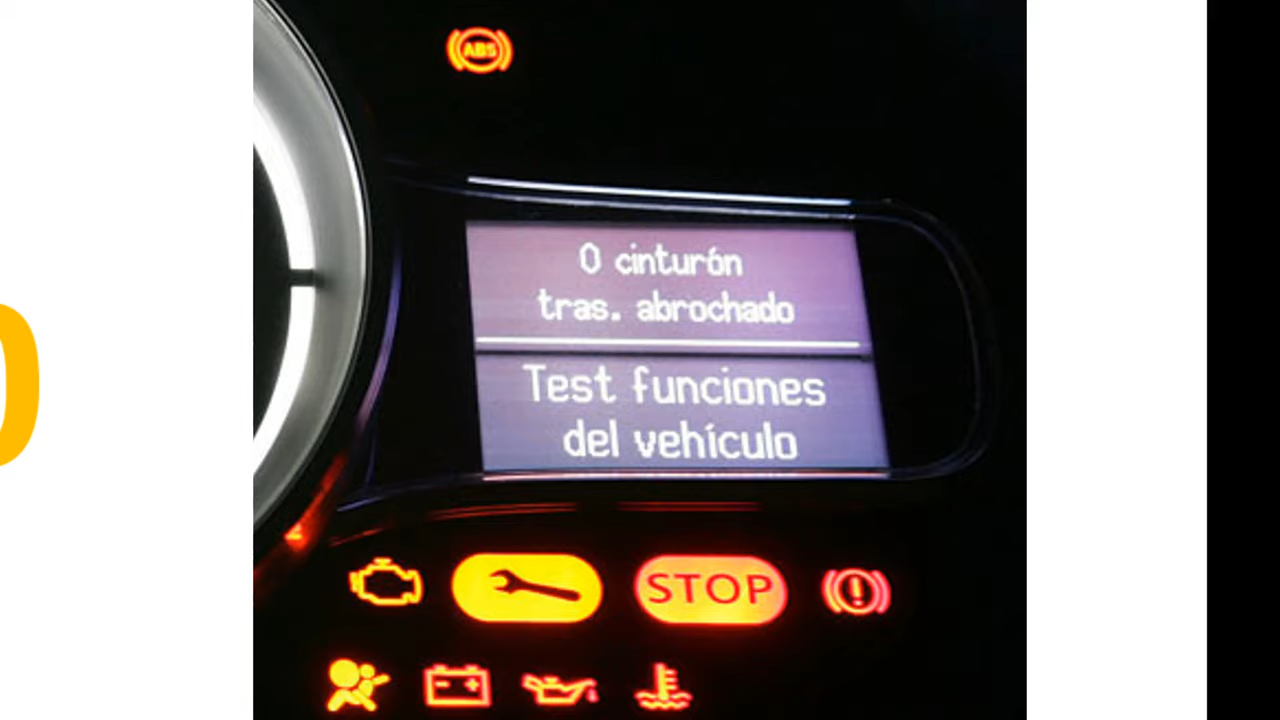 ABS
0 cinturón
tras. abrochado
Test funciones
del vehículo
STOP